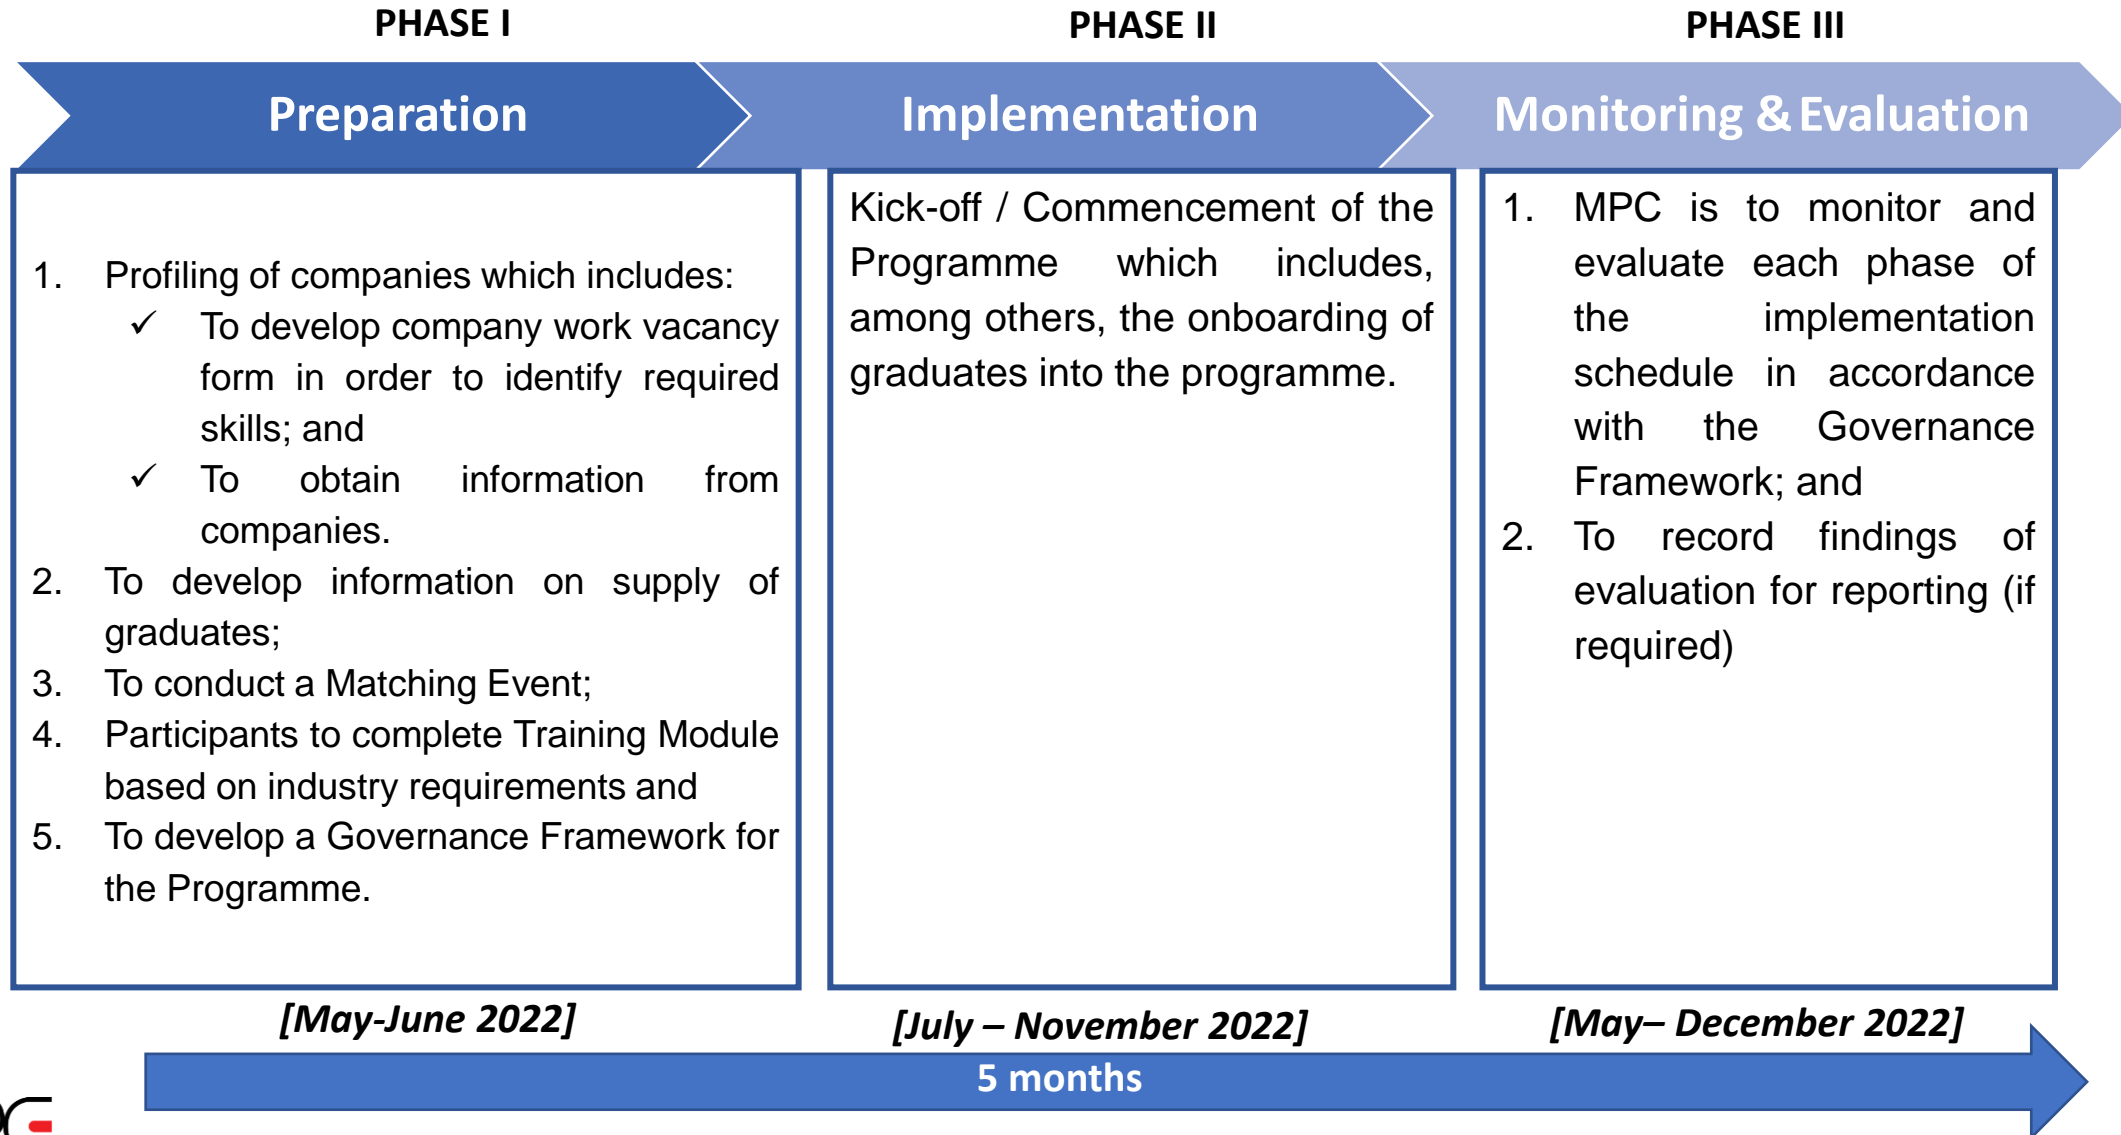 PHASE I
PHASE II
PHASE III
Preparation
Implementation
Monitoring & Evaluation
1. Profiling of companies which includes:
✓ To develop company work vacancy
form in order to identify required
skills; and
✓ To obtain information from
companies.
2. To develop information on supply of
graduates;
3. To conduct a Matching Event;
4. Participants to complete Training Module
based on industry requirements and
5. To develop a Governance Framework for
the Programme.
Kick-off / Commencement of the
Programme which includes,
among others, the onboarding of
graduates into the programme.
1. MPC is to monitor and
evaluate each phase of
the implementation
schedule in accordance
with the Governance
Framework; and
2. To record findings of
evaluation for reporting (if
required)
[May-June 2022]
[July – November 2022]
[May– December 2022]
5 months